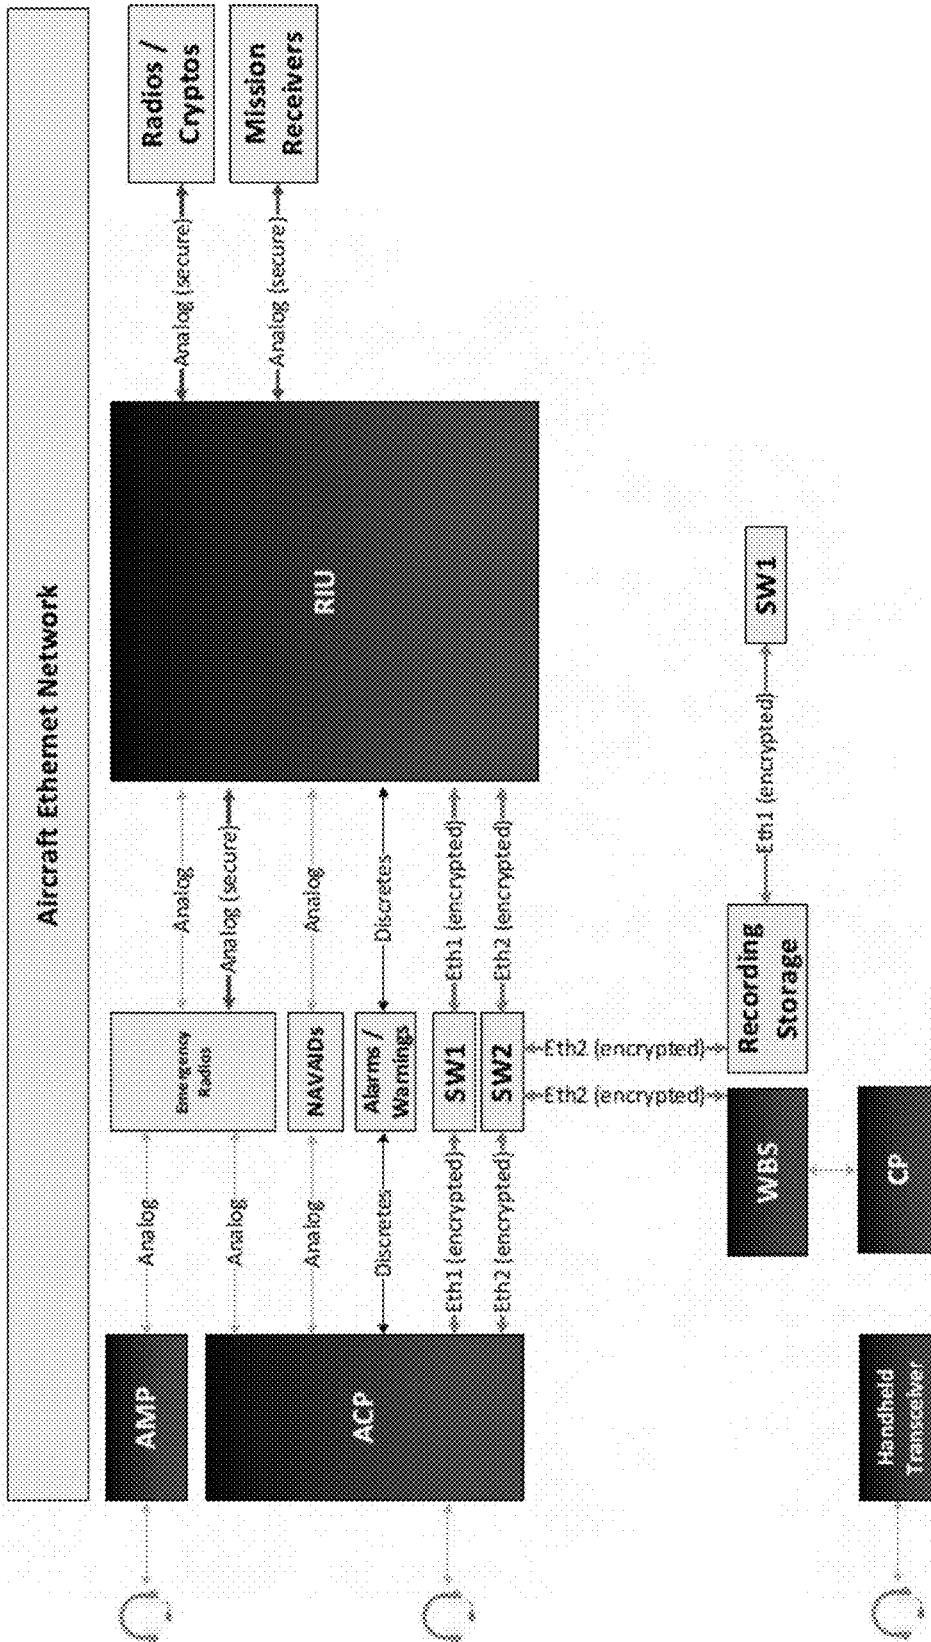 Aircraft Ethernet Network
AMP
Analog
Emergency
Radios
Analog
Radios /
Cryptos
Analog (secure)
Analog
Analog (secure)
RIU
ACP
Analog
NAVAIDs
Analog
Mission
Receivers
Analog (secure)
Discretes
Alarms /
Warnings
Discretes
Eth1 (encrypted)
SW1
Eth1 (encrypted)
Eth2 (encrypted)
SW2
Eth2 (encrypted)
Eth2 (encrypted)
Eth2 (encrypted)
WBS
Recording
Storage
Eth1 (encrypted)
SW1
Handheld
Transceiver
CP